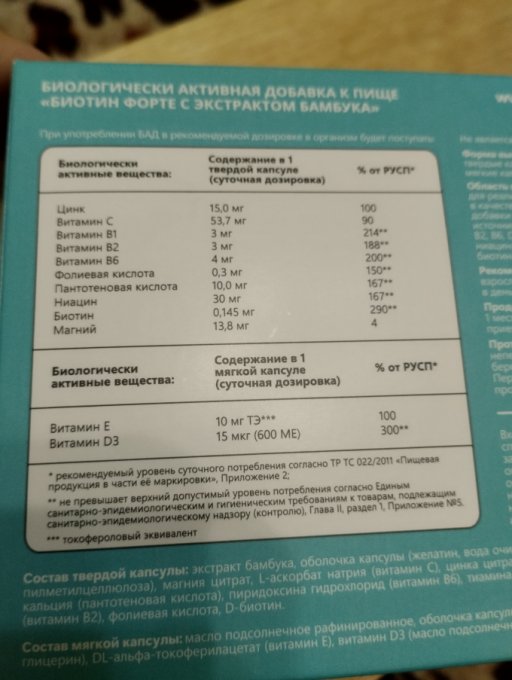 БИОЛОГИЧЕСКИ АКТИВНАЯ ДОБАВКА К ПИЩЕ
«БИОТИН ФОРТЕ С ЭКСТРАКТОМ БАМБУКА»
При употреблении БАД в рекомендуемой дозировке в организм будет поступать
Биологически активные вещества: Содержание в 1 твердой капсуле (суточная дозировка) % от РУСП*
Цинк 15,0 мг 100
Витамин С 53,7 мг 90
Витамин В1 3 мг 214**
Витамин В2 3 мг 188**
Витамин В6 4 мг 200**
Фолиевая кислота 0,3 мг 150**
Пантотеновая кислота 10,0 мг 167**
Ниацин 30 мг 167**
Биотин 0,145 мг 290**
Магний 13,8 мг 4
Биологически активные вещества: Содержание в 1 мягкой капсуле (суточная дозировка) % от РУСП*
Витамин Е 10 мг ТЭ*** 100
Витамин D3 15 мкг (600 МЕ) 300**
* рекомендуемый уровень суточного потребления согласно ТР ТС 022/2011 «Пищевая
продукция в части её маркировки», Приложение 2;
** не превышает верхний допустимый уровень потребления согласно Единым
санитарно-эпидемиологическим и гигиеническим требованиям к товарам, подлежащим
санитарно-эпидемиологическому надзору (контролю), Глава II, раздел 1, Приложение №5.
*** токофероловый эквивалент
Состав твердой капсулы: экстракт бамбука, оболочка капсулы (желатин, вода
пилметилцеллюлоза), магния цитрат, L-аскорбат натрия (витамин С), цинка
кальция (пантотеновая кислота), пиридоксина гидрохлорид (витамин В6),
(витамин В2), фолиевая кислота, D-биотин.
Состав мягкой капсулы: масло подсолнечное рафинированное, оболочка
глицерин), DL-альфа-токоферилацетат (витамин Е), витамин D3 (масло